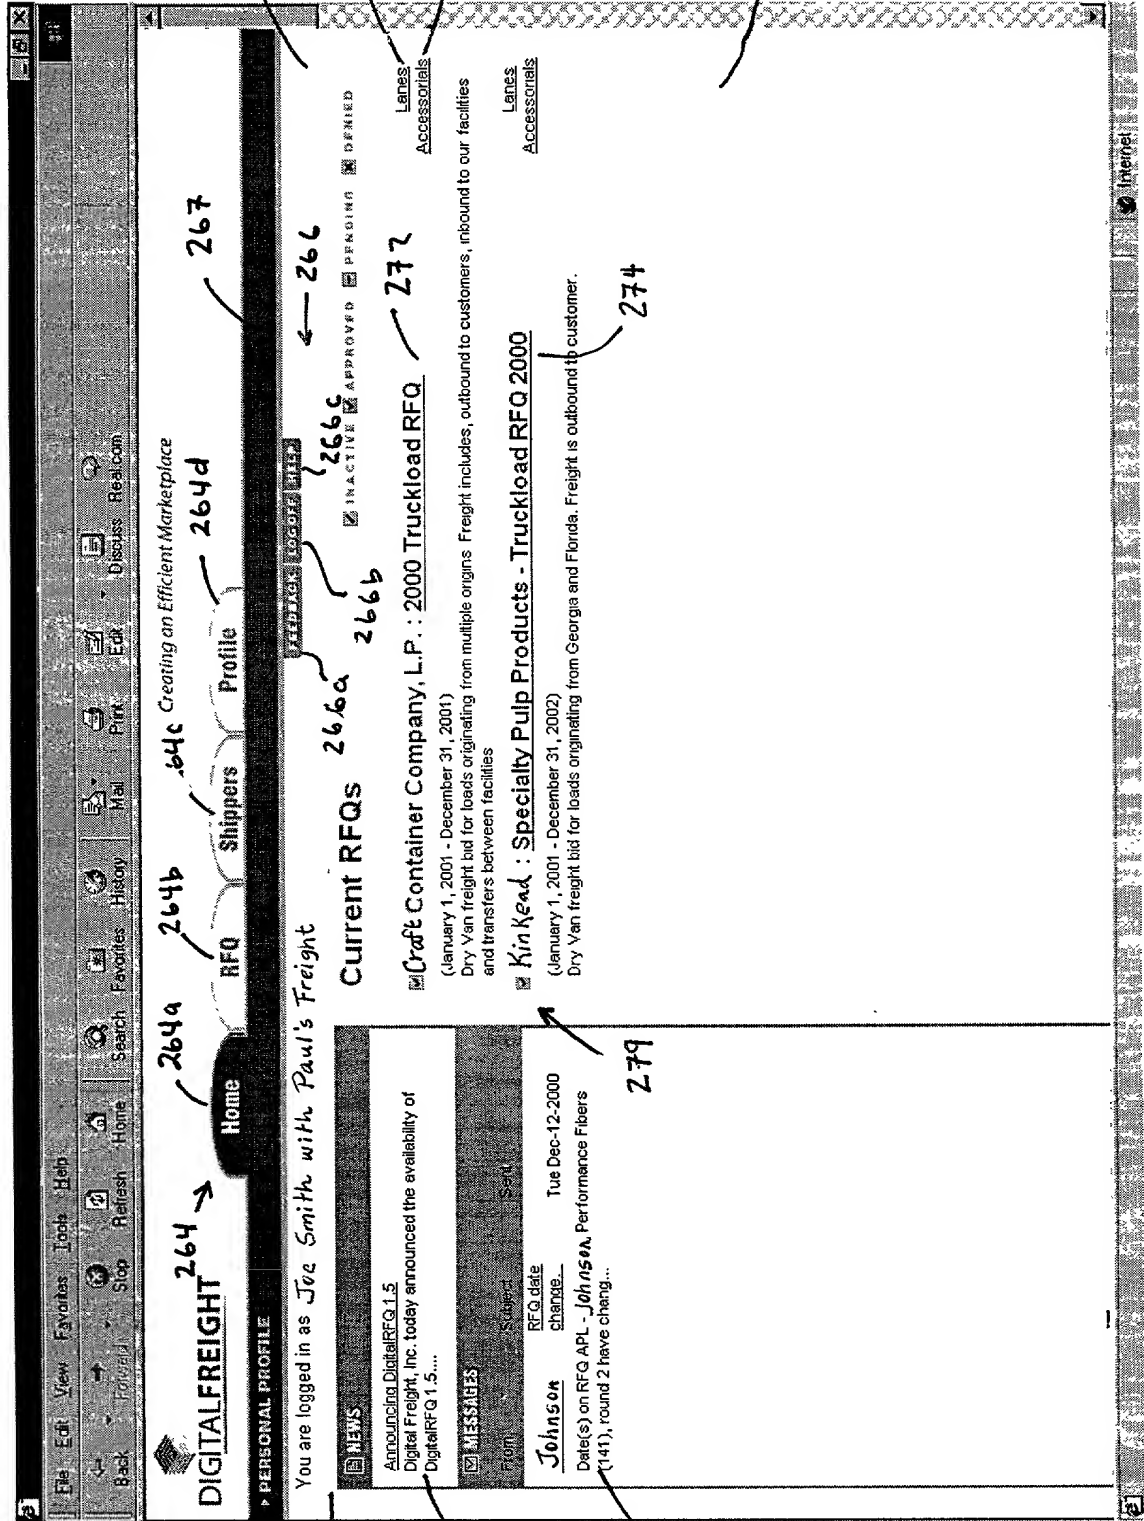 File Edit View Favorites Tools Help
Back Forward Stop Refresh Home Search Favorites History Mail Print Edit Discuss Real.com
DIGITALFREIGHT
264
264a
264b
.64c
Creating an Efficient Marketplace
264d
267
Home RFQ Shippers Profile
PERSONAL PROFILE
FEEDBACK LOGOFF HELP
You are logged in as Joe Smith with Paul's Freight
266a
266b
266c
266
NEWS
Announcing DigitalRFQ 1.5
Digital Freight, Inc. today announced the availability of
DigitalRFQ 1.5....
MESSAGES
From Subject Sent
Johnson
RFQ date
change...
Tue Dec-12-2000
Date(s) on RFQ APL - Johnson Performance Fibers
(141), round 2 have chang...
279
Current RFQs
INACTIVE APPROVED PENDING DENIED
Craft Container Company, L.P. : 2000 Truckload RFQ
272
Lanes
Accessorials
(January 1, 2001 - December 31, 2001)
Dry Van freight bid for loads originating from multiple origins. Freight includes, outbound to customers, inbound to our facilities
and transfers between facilities
KinKead : Specialty Pulp Products - Truckload RFQ 2000
Lanes
Accessorials
(January 1, 2001 - December 31, 2002)
Dry Van freight bid for loads originating from Georgia and Florida. Freight is outbound to customer.
274
Internet